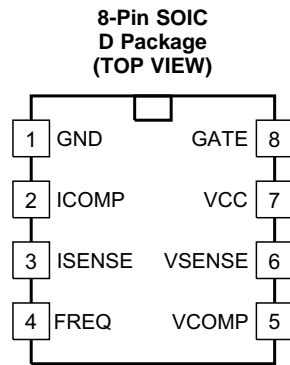 8-Pin SOIC
D Package
(TOP VIEW)
1 GND GATE 8
2 ICOMP VCC 7
3 ISENSE VSENSE 6
4 FREQ VCOMP 5